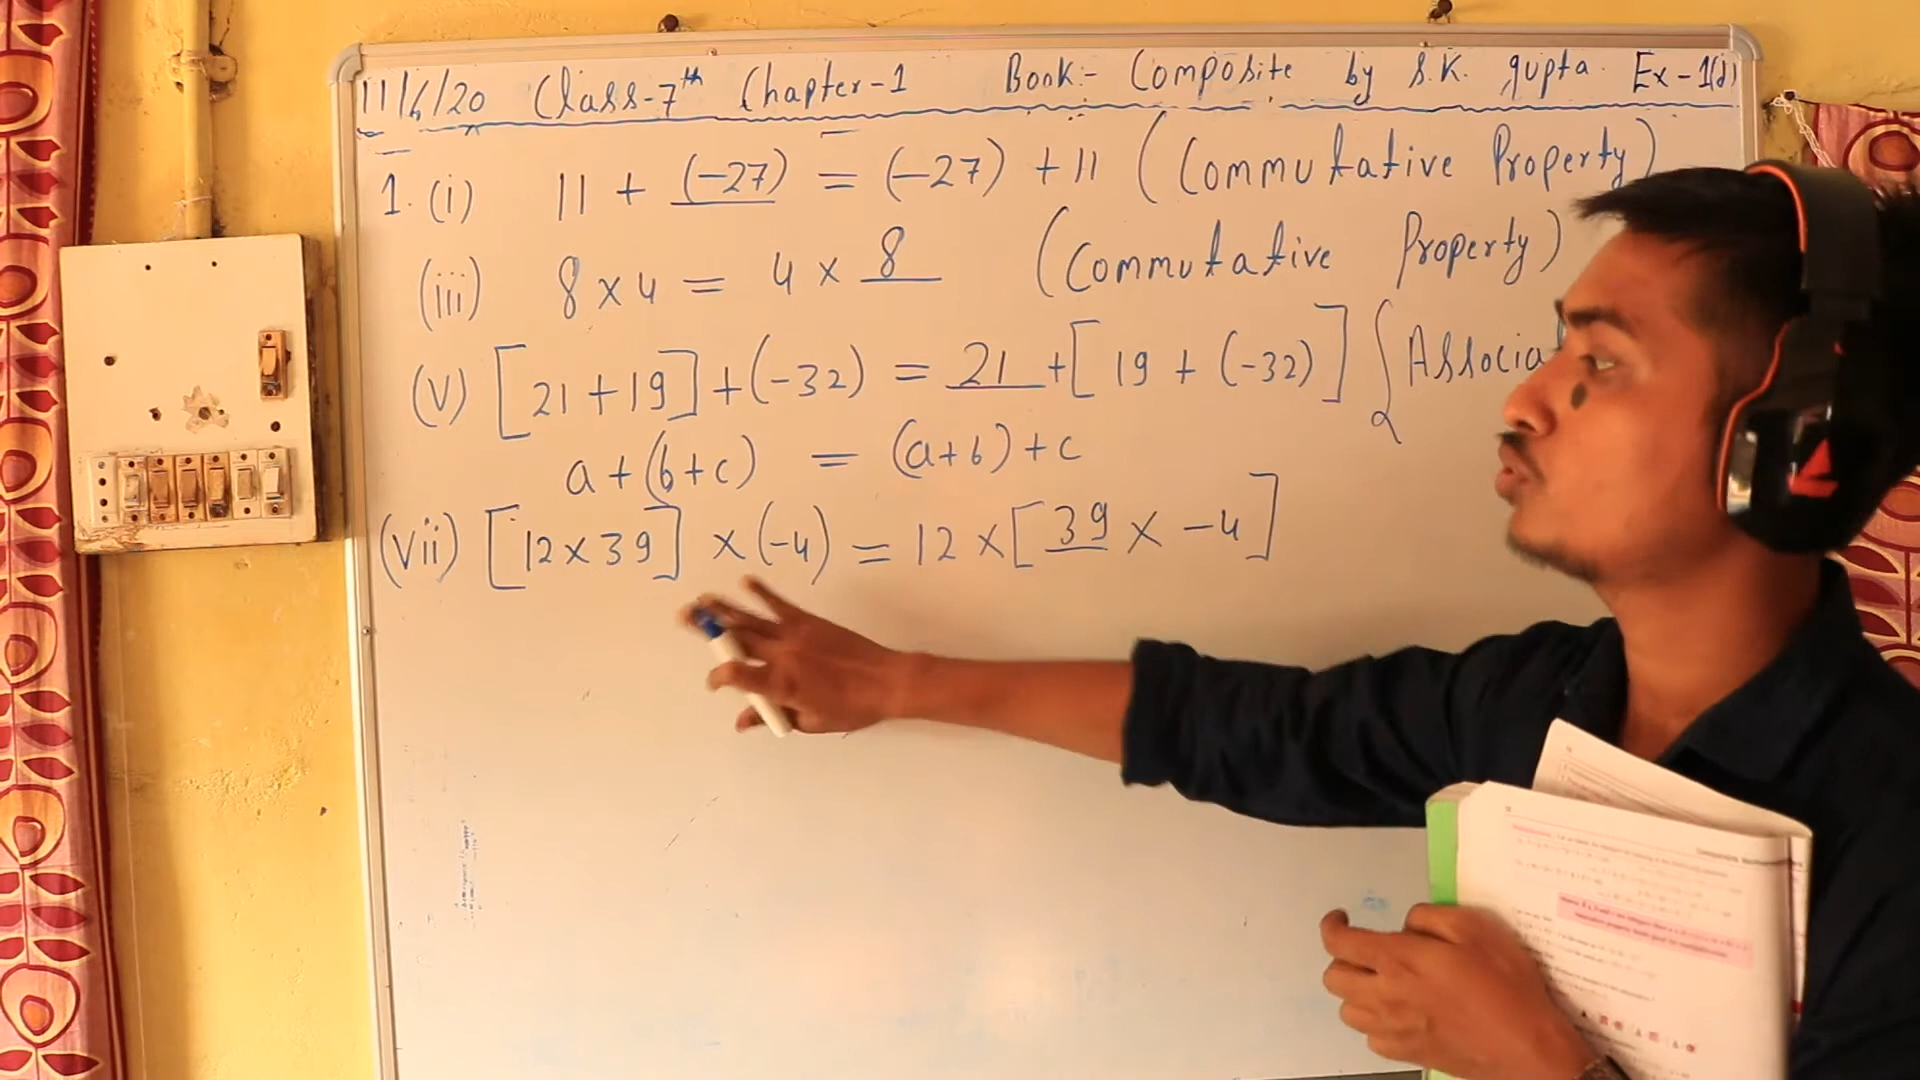 11/6/20 Class-7th Chapter-1 Book:- Composite by S.K. gupta. Ex-1(d)
1. (i) 11 + (-27) = (-27) + 11 (Commutative Property)
(iii) 8 × 4 = 4 × 8 (Commutative Property)
(v) [21 + 19] + (-32) = 21 + [19 + (-32)] { Associa
a + (b + c) = (a + b) + c
(vii) [12 × 39] × (-4) = 12 × [39 × -4]